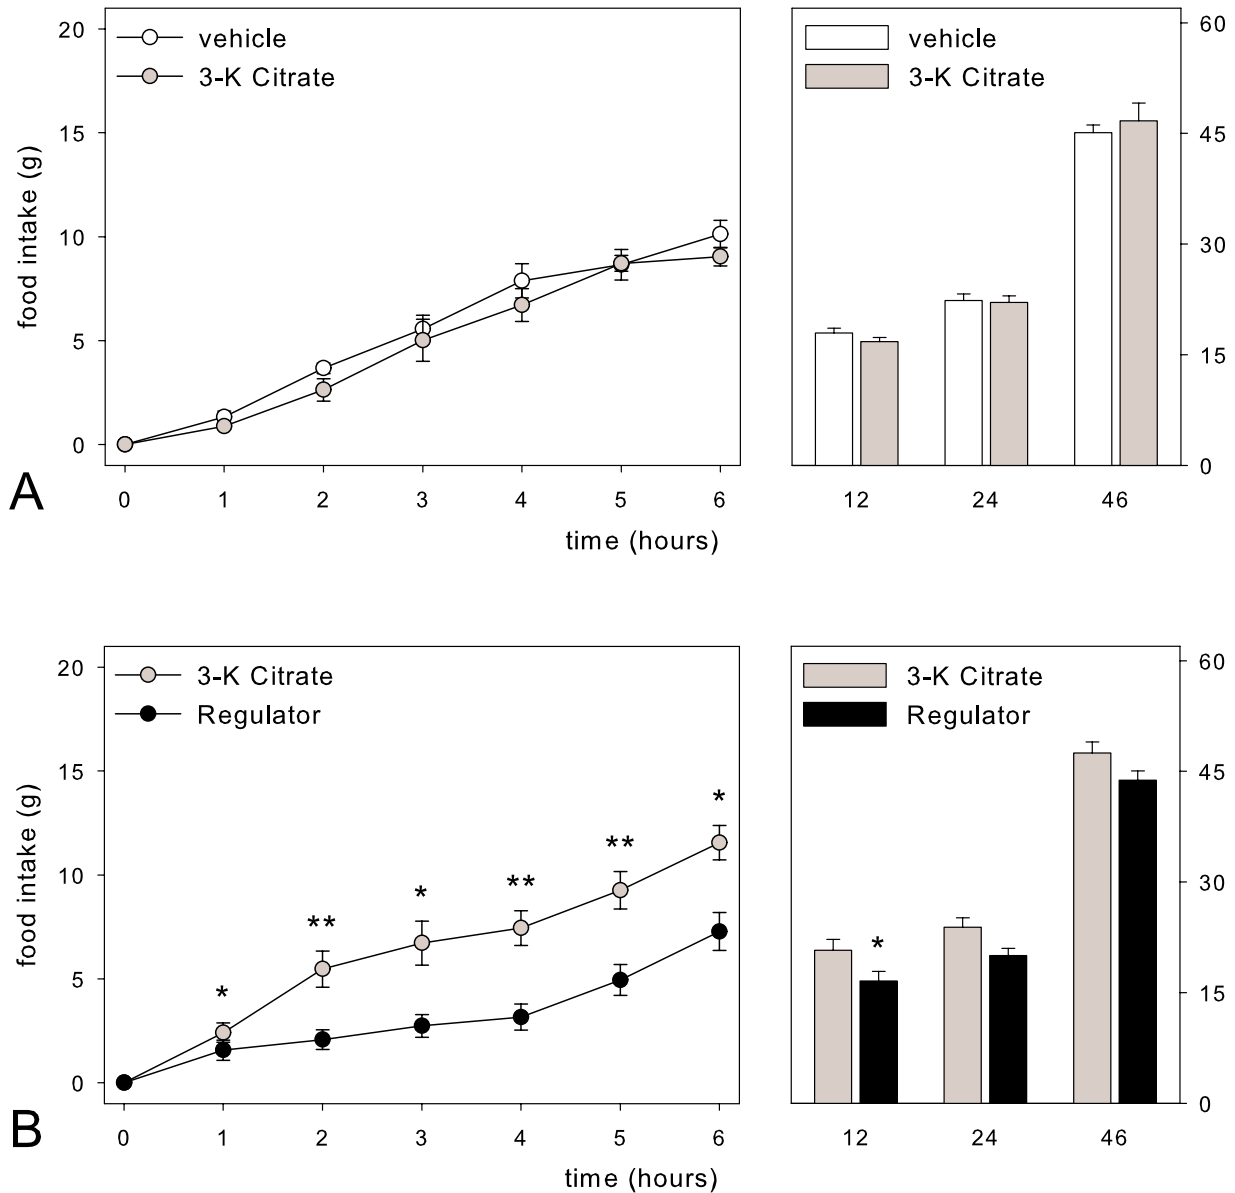 vehicle
3-K Citrate
20
15
10
5
0
food intake (g)
0 1 2 3 4 5 6
time (hours)
A
vehicle
3-K Citrate
60
45
30
15
0
12 24 46
3-K Citrate
Regulator
20
15
10
5
0
food intake (g)
* ** * ** ** *
0 1 2 3 4 5 6
time (hours)
B
3-K Citrate
Regulator
60
45
30
15
0
*
12 24 46